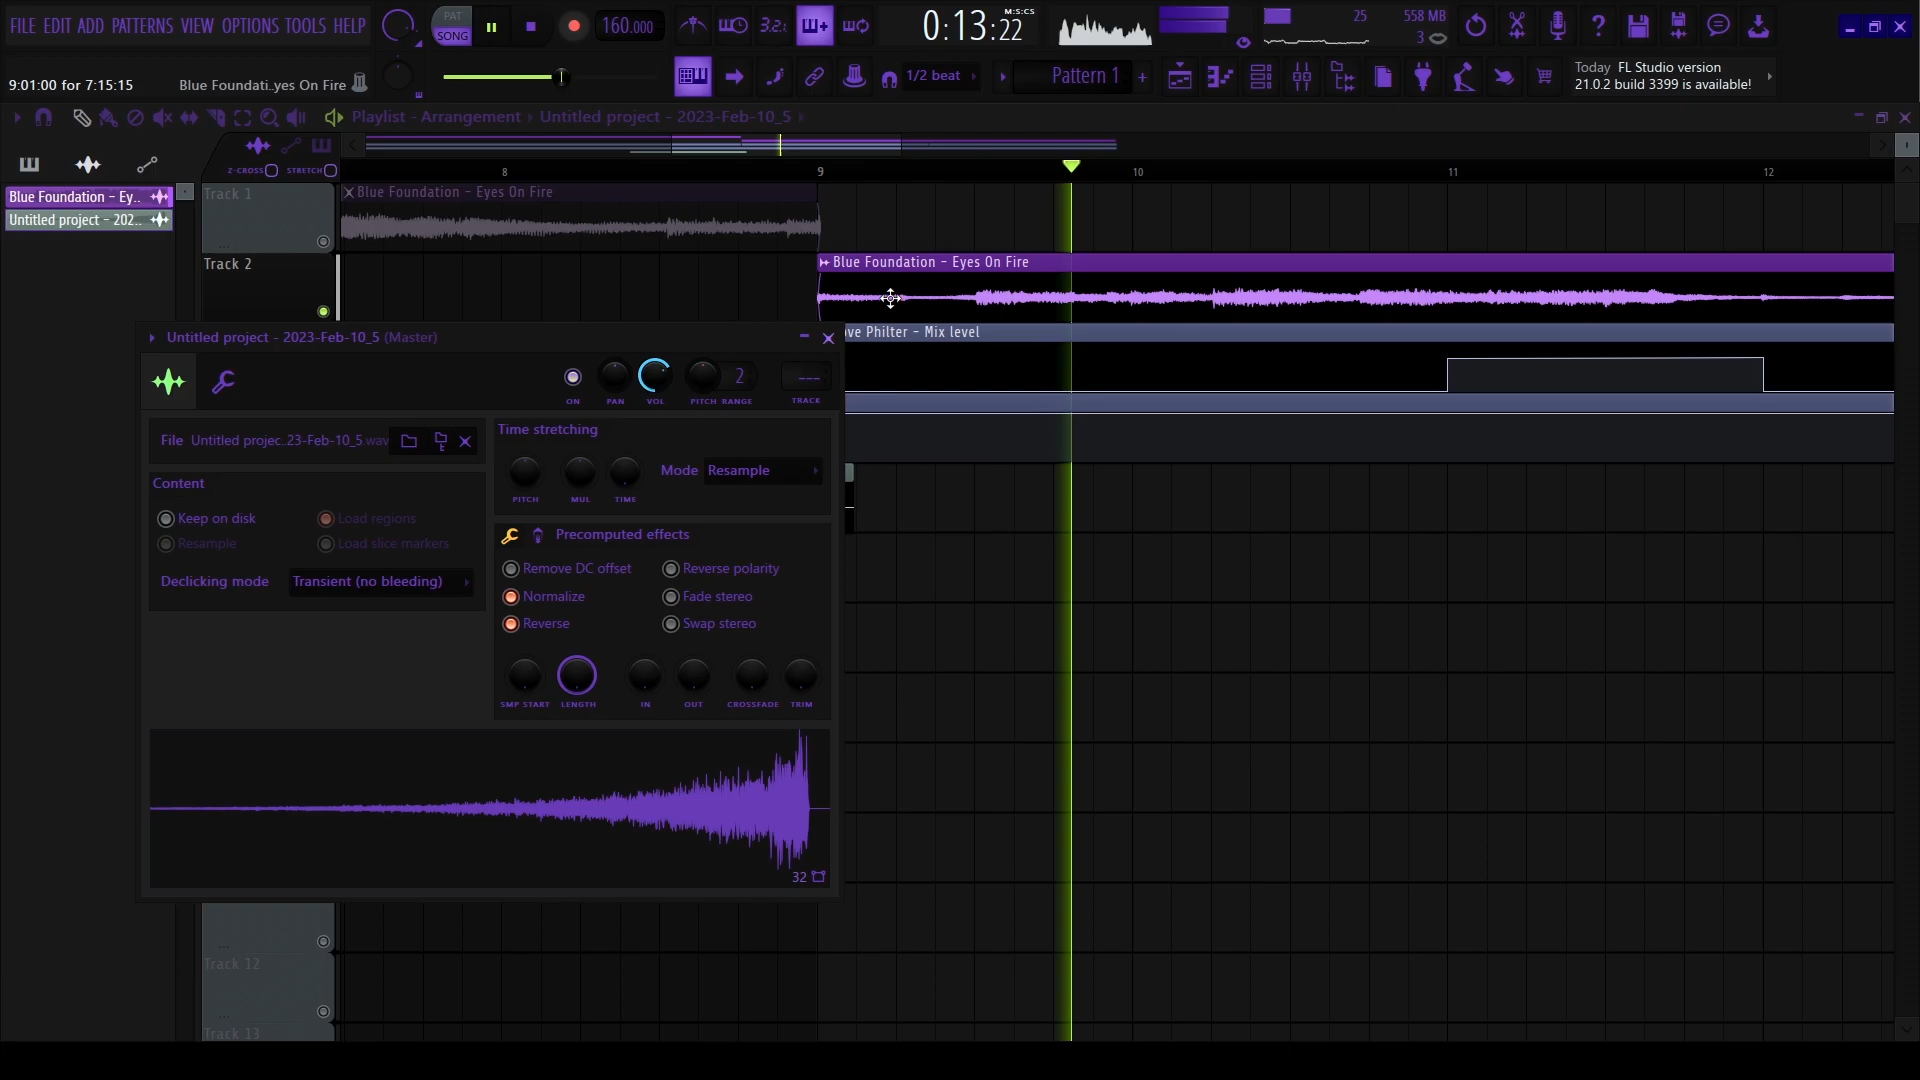 FILE EDIT ADD PATTERNS VIEW OPTIONS TOOLS HELP
PAT
SONG
160.000
3.2:
0:13:22
M:S:CS
25
558 MB
3
9:01:00 for 7:15:15
Blue Foundati..yes On Fire
1/2 beat
Pattern 1
Today FL Studio version
21.0.2 build 3399 is available!
Playlist - Arrangement › Untitled project - 2023-Feb-10_5
Z-CROSS
STRETCH
8
9
10
11
12
Blue Foundation - Ey..
Untitled project - 202..
Track 1
Blue Foundation - Eyes On Fire
Track 2
Blue Foundation - Eyes On Fire
ve Philter - Mix level
Untitled project - 2023-Feb-10_5 (Master)
2
---
ON
PAN
VOL
PITCH
RANGE
TRACK
File
Untitled projec..23-Feb-10_5.wav
Time stretching
PITCH
MUL
TIME
Mode
Resample
Content
Keep on disk
Load regions
Resample
Load slice markers
Declicking mode
Transient (no bleeding)
Precomputed effects
Remove DC offset
Reverse polarity
Normalize
Fade stereo
Reverse
Swap stereo
SMP START
LENGTH
IN
OUT
CROSSFADE
TRIM
32
Track 12
Track 13